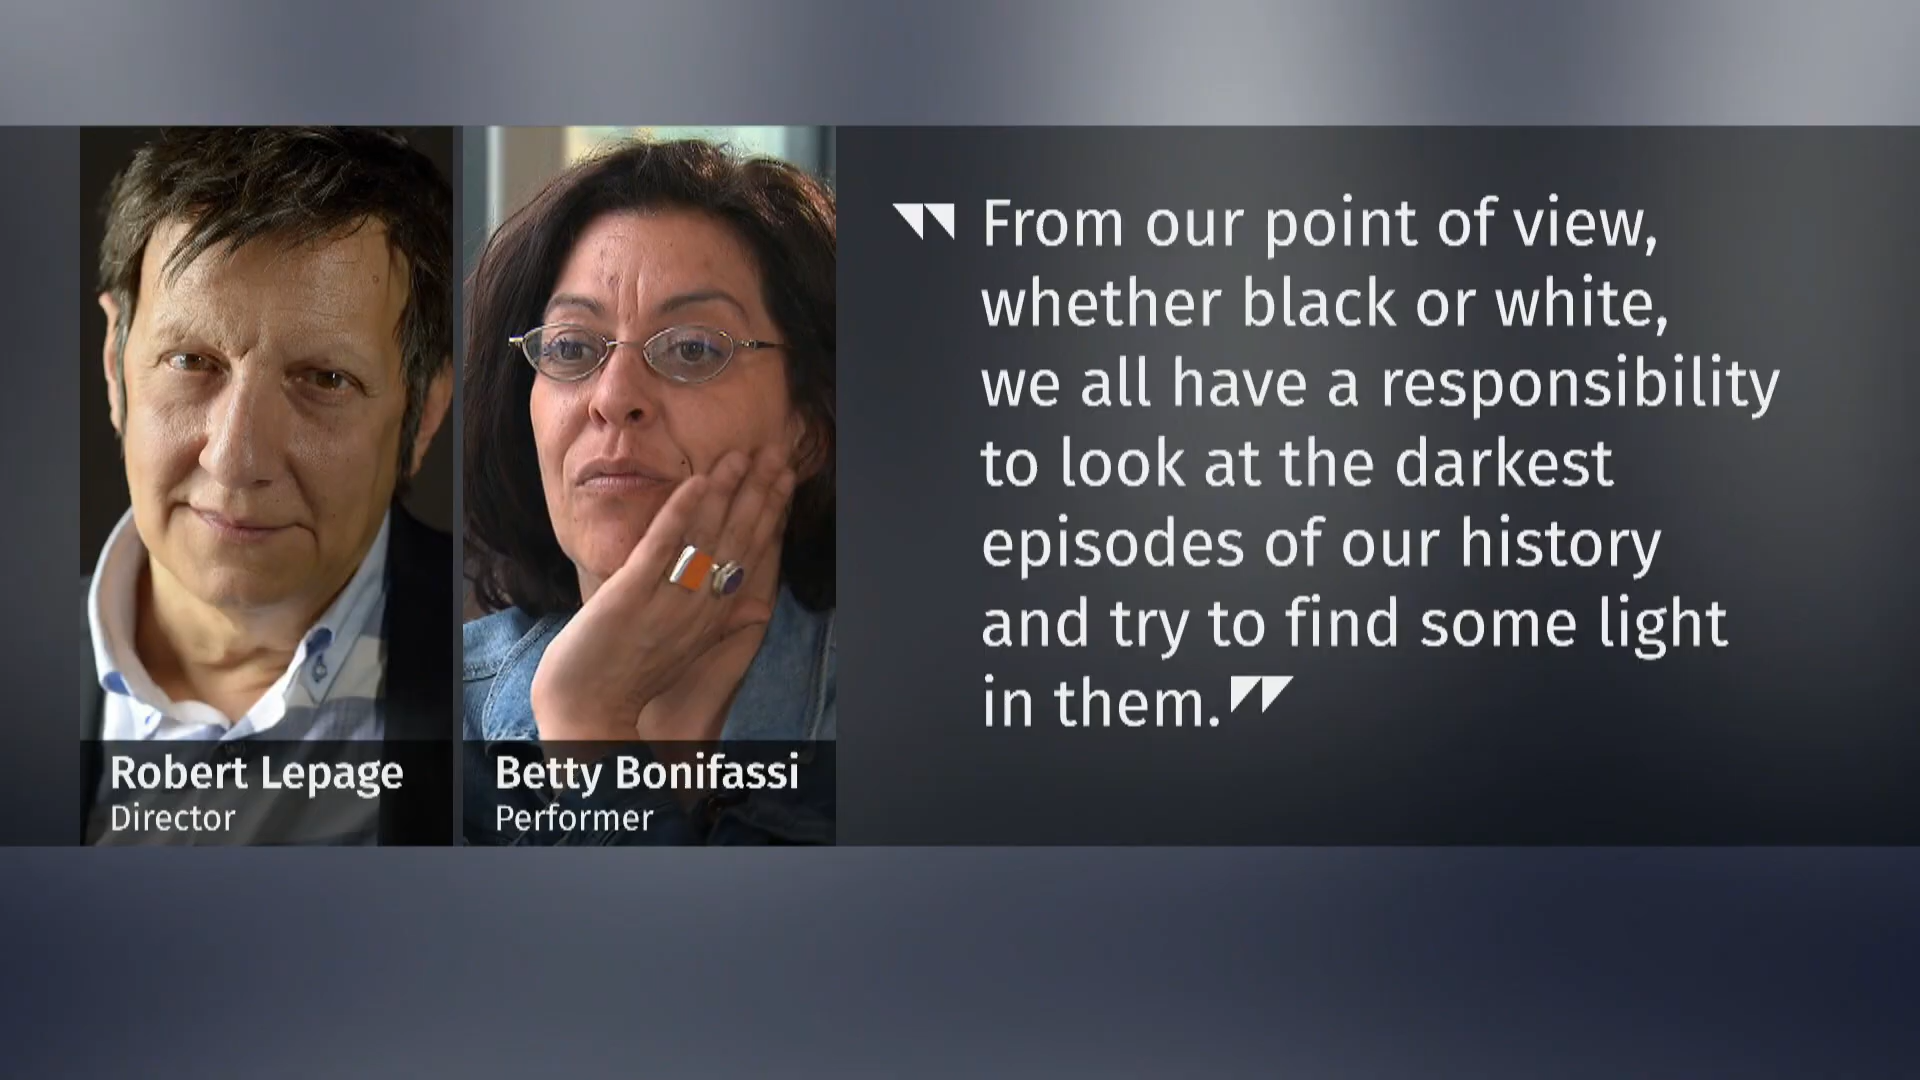 Robert Lepage
Director
Betty Bonifassi
Performer
"From our point of view,
whether black or white,
we all have a responsibility
to look at the darkest
episodes of our history
and try to find some light
in them."